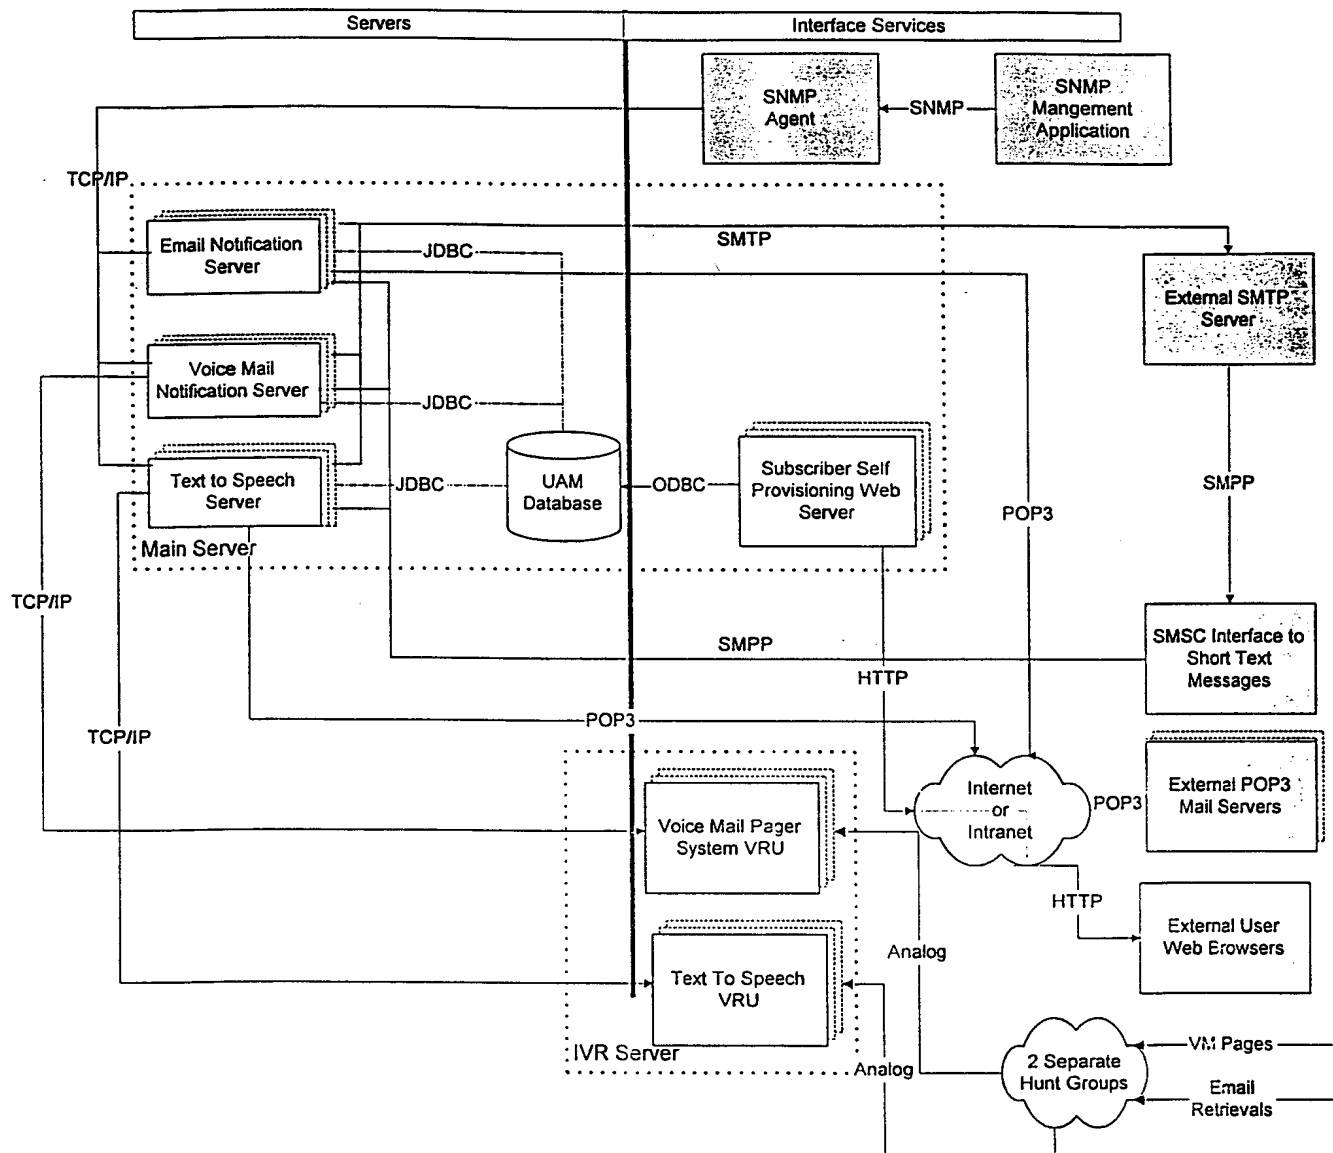 Servers
Interface Services
SNMP
Agent
SNMP
SNMP
Mangement
Application
TCP/IP
Email Notification
Server
JDBC
SMTP
External SMTP
Server
Voice Mail
Notification Server
JDBC
Text to Speech
Server
JDBC
UAM
Database
ODBC
Subscriber Self
Provisioning Web
Server
SMPP
POP3
Main Server
TCP/IP
SMPP
SMSC Interface to
Short Text
Messages
HTTP
POP3
TCP/IP
Internet
or
Intranet
POP3
External POP3
Mail Servers
Voice Mail Pager
System VRU
HTTP
External User
Web Browsers
Analog
Text To Speech
VRU
IVR Server
Analog
2 Separate
Hunt Groups
VM Pages
Email
Retrievals